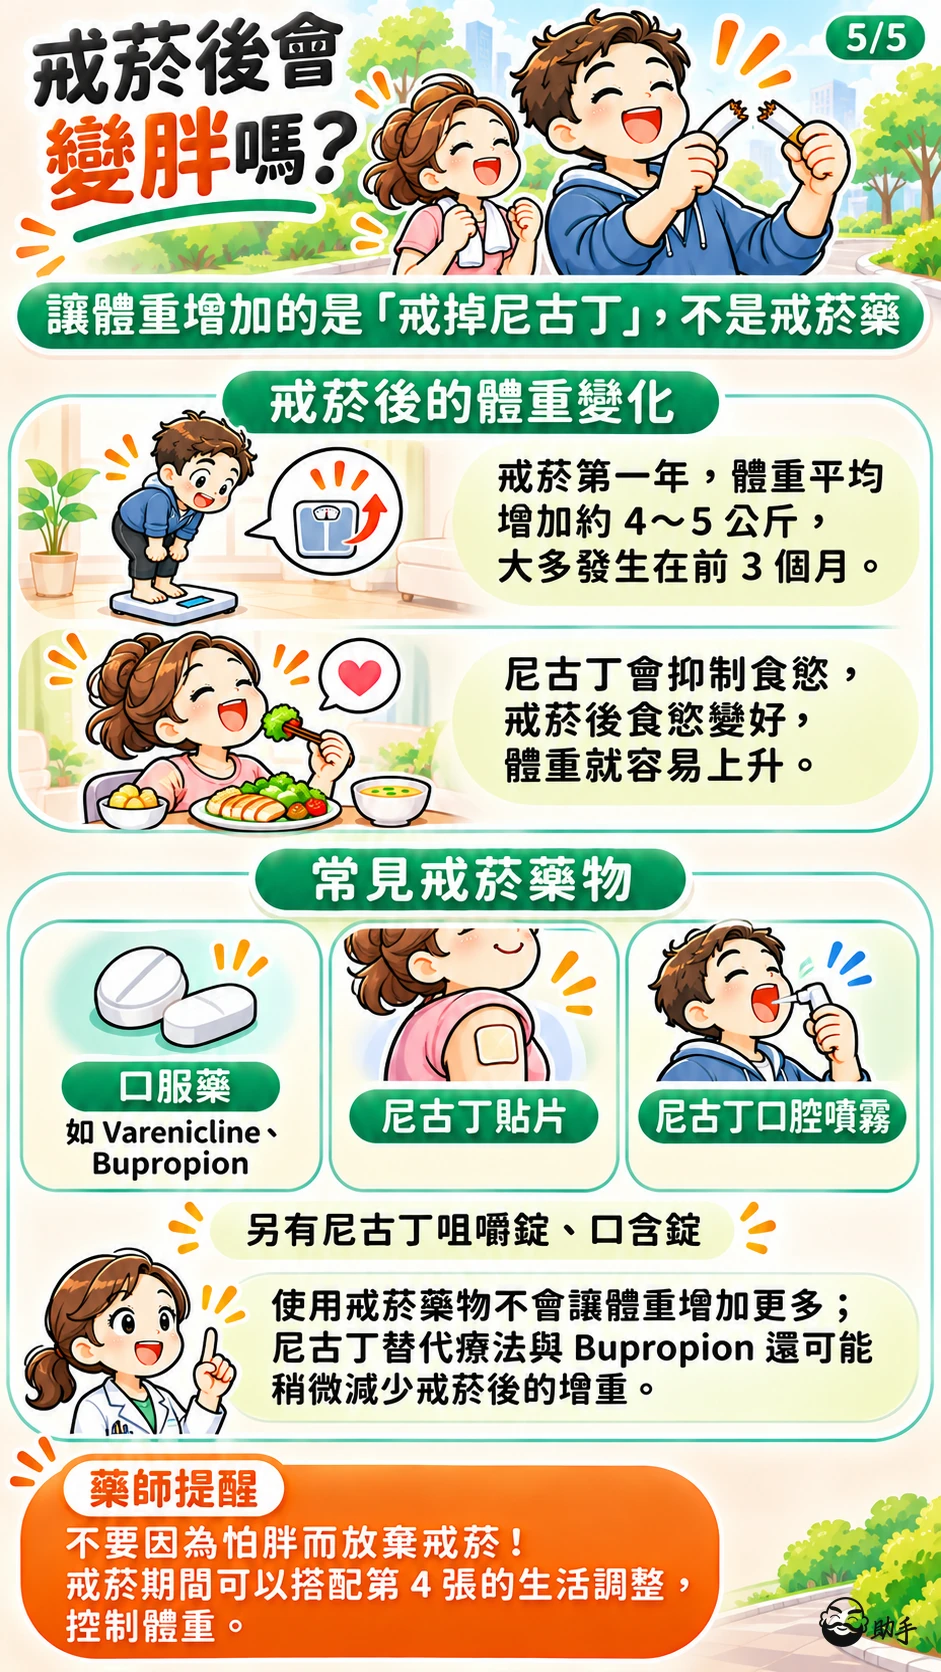 戒菸後會
變胖嗎?
5/5
讓體重增加的是「戒掉尼古丁」,不是戒菸藥
戒菸後的體重變化
戒菸第一年,體重平均
增加約 4~5 公斤,
大多發生在前 3 個月。
尼古丁會抑制食慾,
戒菸後食慾變好,
體重就容易上升。
常見戒菸藥物
口服藥
如 Varenicline、
Bupropion
尼古丁貼片
尼古丁口腔噴霧
另有尼古丁咀嚼錠、口含錠
使用戒菸藥物不會讓體重增加更多;
尼古丁替代療法與 Bupropion 還可能
稍微減少戒菸後的增重。
藥師提醒
不要因為怕胖而放棄戒菸!
戒菸期間可以搭配第 4 張的生活調整,
控制體重。
助手